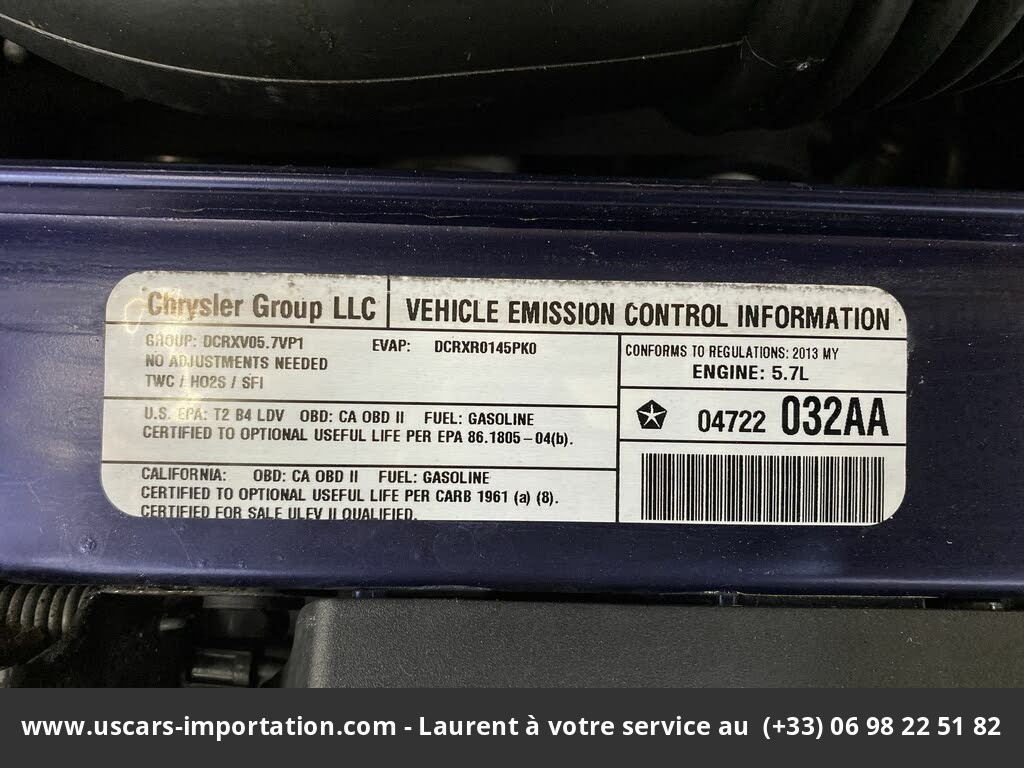 Chrysler Group LLC
VEHICLE EMISSION CONTROL INFORMATION
GROUP: DCRXV05.7VP1 EVAP: DCRXR0145PK0
NO ADJUSTMENTS NEEDED
TWC / HO2S / SFI
CONFORMS TO REGULATIONS: 2013 MY
ENGINE: 5.7L
U.S. EPA: T2 B4 LDV OBD: CA OBD II FUEL: GASOLINE
CERTIFIED TO OPTIONAL USEFUL LIFE PER EPA 86.1805-04(b).
04722 032AA
CALIFORNIA: OBD: CA OBD II FUEL: GASOLINE
CERTIFIED TO OPTIONAL USEFUL LIFE PER CARB 1961 (a) (8).
CERTIFIED FOR SALE ULEV II QUALIFIED.
www.uscars-importation.com - Laurent à votre service au (+33) 06 98 22 51 82